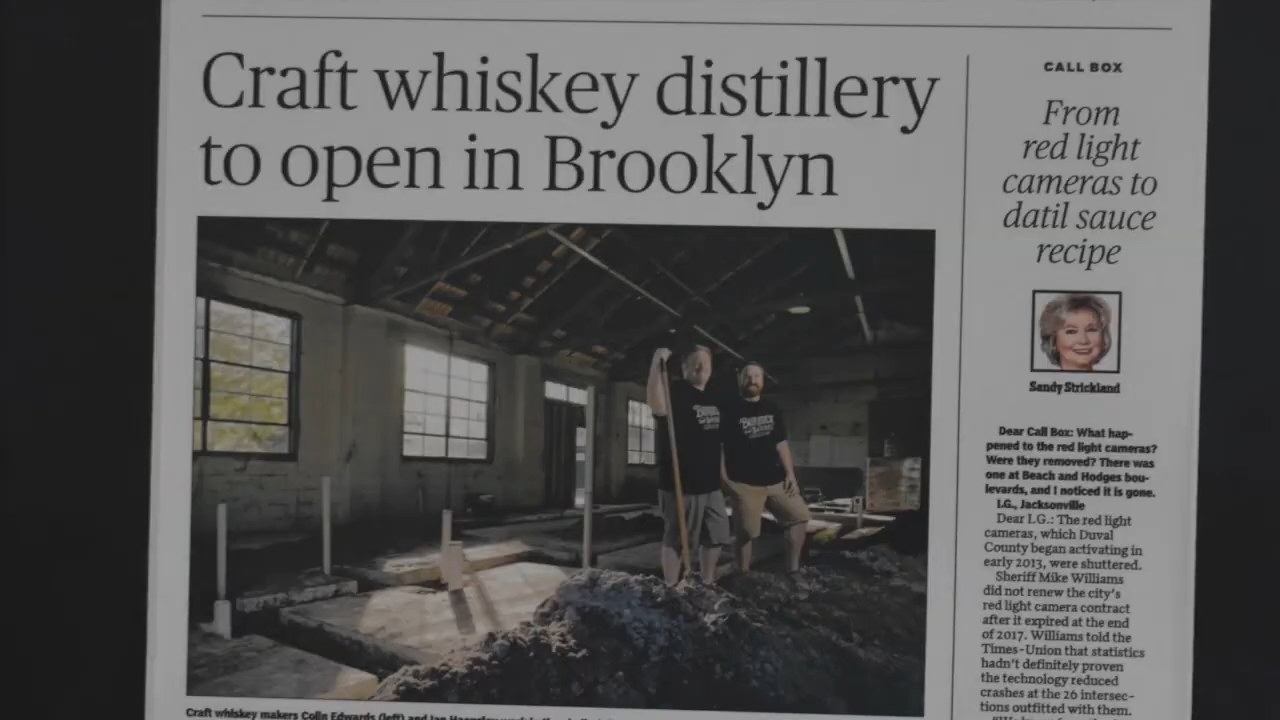 Craft whiskey distillery
to open in Brooklyn
Craft whiskey makers Colin Edwards (left) and Ian
CALL BOX
From
red light
cameras to
datil sauce
recipe
Sandy Strickland
Dear Call Box: What hap-
pened to the red light cameras?
Were they removed? There was
one at Beach and Hodges bou-
levards, and I noticed it is gone.
I.G., Jacksonville
Dear I.G.: The red light
cameras, which Duval
County began activating in
early 2013, were shuttered.
Sheriff Mike Williams
did not renew the city's
red light camera contract
after it expired at the end
of 2017. Williams told the
Times-Union that statistics
hadn't definitely proven
the technology reduced
crashes at the 26 intersec-
tions outfitted with them.